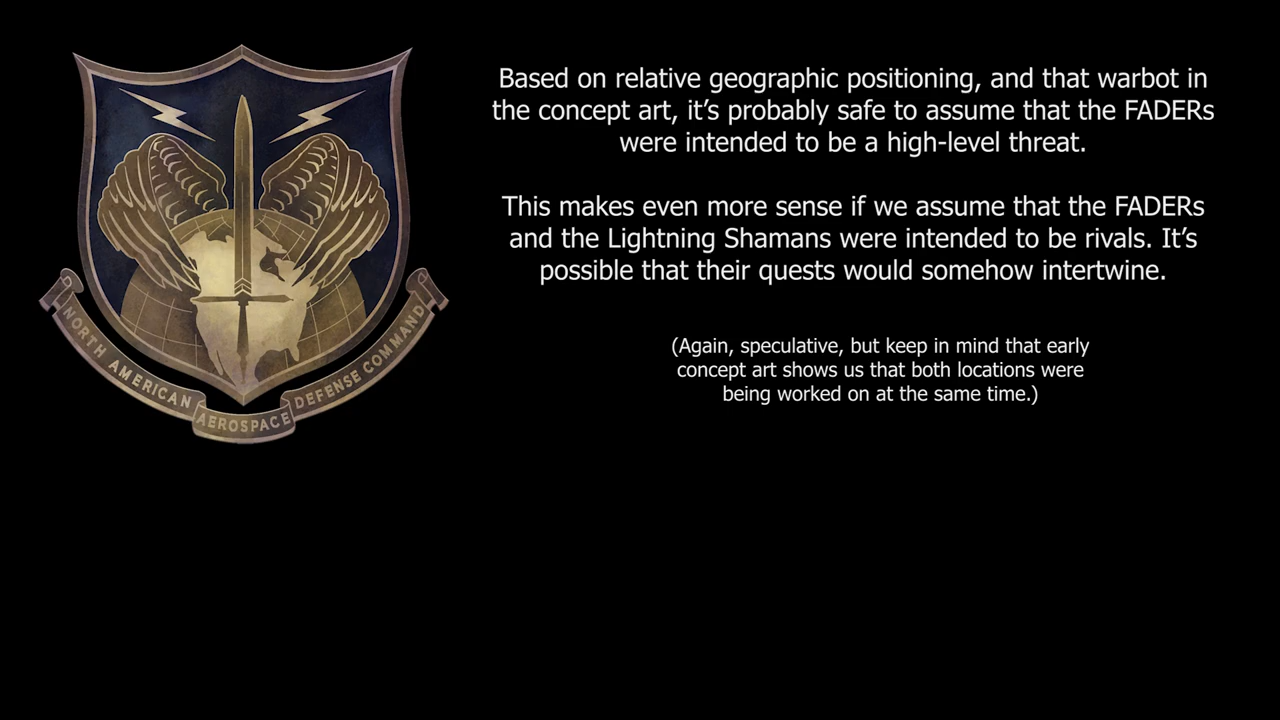 Based on relative geographic positioning, and that warbot in
the concept art, it’s probably safe to assume that the FADERs
were intended to be a high-level threat.
This makes even more sense if we assume that the FADERs
and the Lightning Shamans were intended to be rivals. It’s
possible that their quests would somehow intertwine.
(Again, speculative, but keep in mind that early
concept art shows us that both locations were
being worked on at the same time.)
NORTH AMERICAN
AEROSPACE
DEFENSE COMMAND